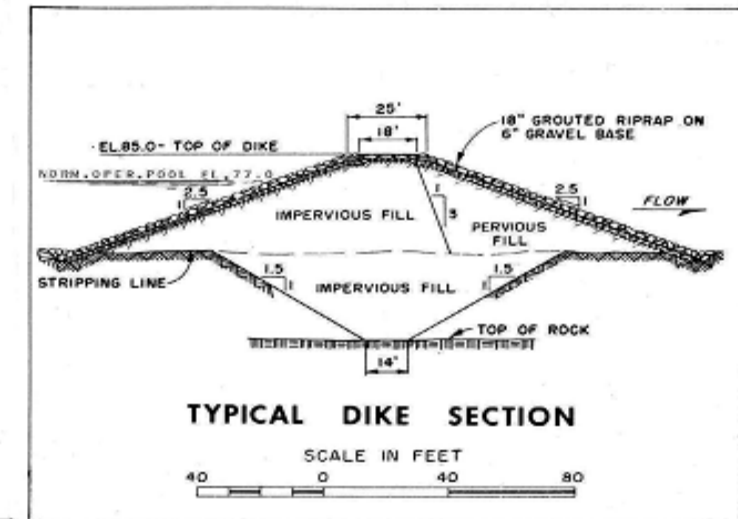 25'
18'
18" GROUTED RIPRAP ON
6" GRAVEL BASE
EL.85.0- TOP OF DIKE
NORM.OPER.POOL EL.77.0
2.5
1
1
3
2.5
1
FLOW
IMPERVIOUS FILL
PERVIOUS
FILL
STRIPPING LINE
1.5
1
IMPERVIOUS FILL
1.5
1
TOP OF ROCK
14'
TYPICAL DIKE SECTION
SCALE IN FEET
40 0 40 80